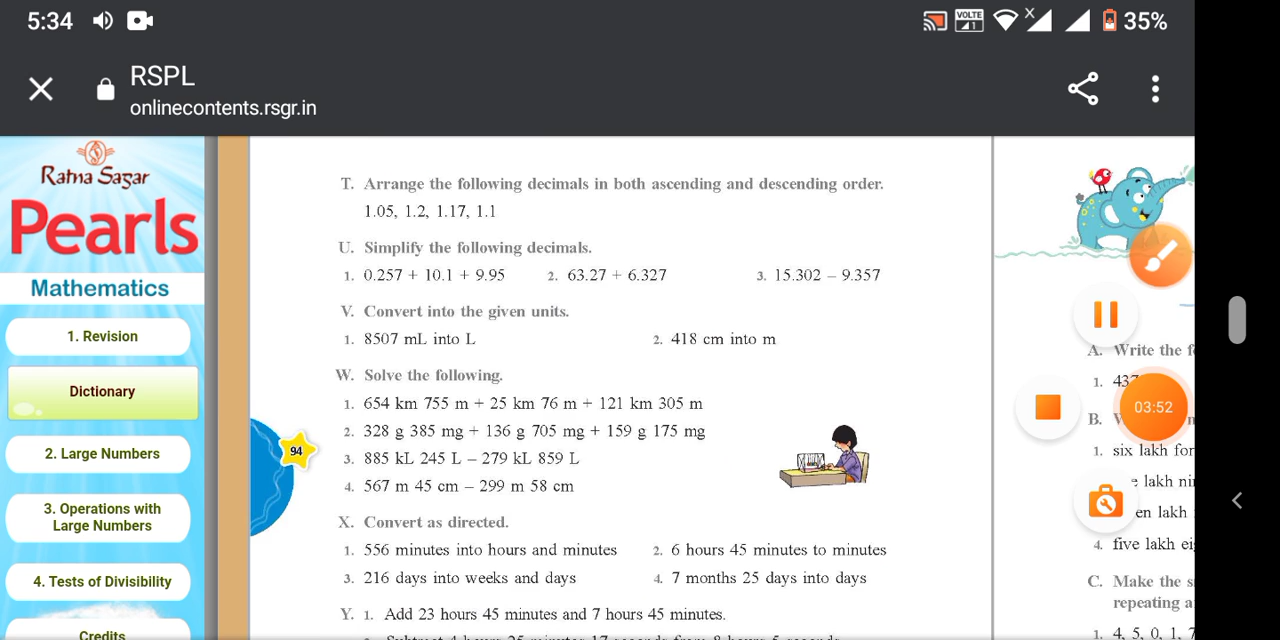 5:34
VOLTE
1
X
35%
RSPL
onlinecontents.rsgr.in
Ratna Sagar
Pearls
Mathematics
1. Revision
Dictionary
2. Large Numbers
3. Operations with
Large Numbers
4. Tests of Divisibility
Credits
94
T. Arrange the following decimals in both ascending and descending order.
1.05, 1.2, 1.17, 1.1
U. Simplify the following decimals.
1. 0.257 + 10.1 + 9.95 2. 63.27 + 6.327 3. 15.302 – 9.357
V. Convert into the given units.
1. 8507 mL into L 2. 418 cm into m
W. Solve the following.
1. 654 km 755 m + 25 km 76 m + 121 km 305 m
2. 328 g 385 mg + 136 g 705 mg + 159 g 175 mg
3. 885 kL 245 L – 279 kL 859 L
4. 567 m 45 cm – 299 m 58 cm
X. Convert as directed.
1. 556 minutes into hours and minutes 2. 6 hours 45 minutes to minutes
3. 216 days into weeks and days 4. 7 months 25 days into days
Y. 1. Add 23 hours 45 minutes and 7 hours 45 minutes.
A. Write the f
1. 437
03:52
B.
1. six lakh for
lakh nin
en lakh
4. five lakh ei
C. Make the s
repeating a
1. 4, 5, 0, 1, 7